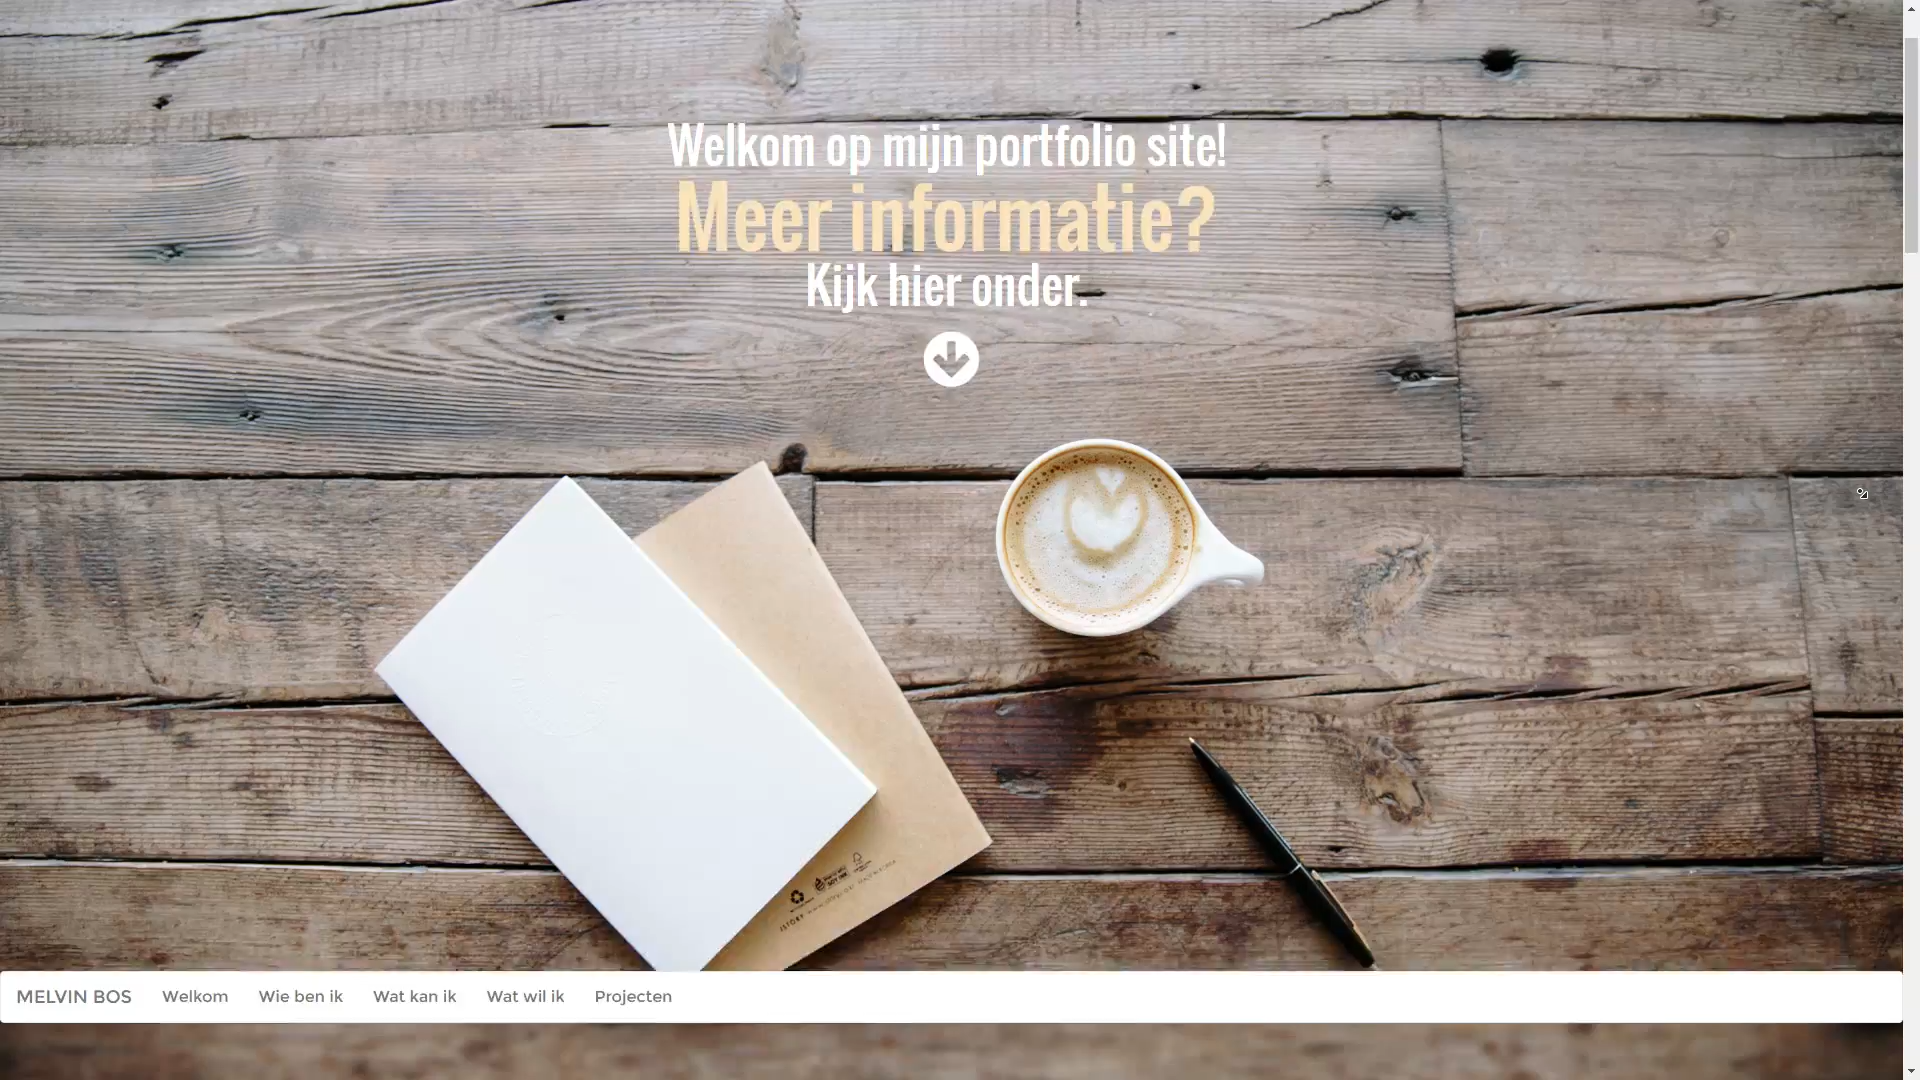 Welkom op mijn portfolio site!
Meer informatie?
Kijk hier onder.
MELVIN BOS
Welkom
Wie ben ik
Wat kan ik
Wat wil ik
Projecten